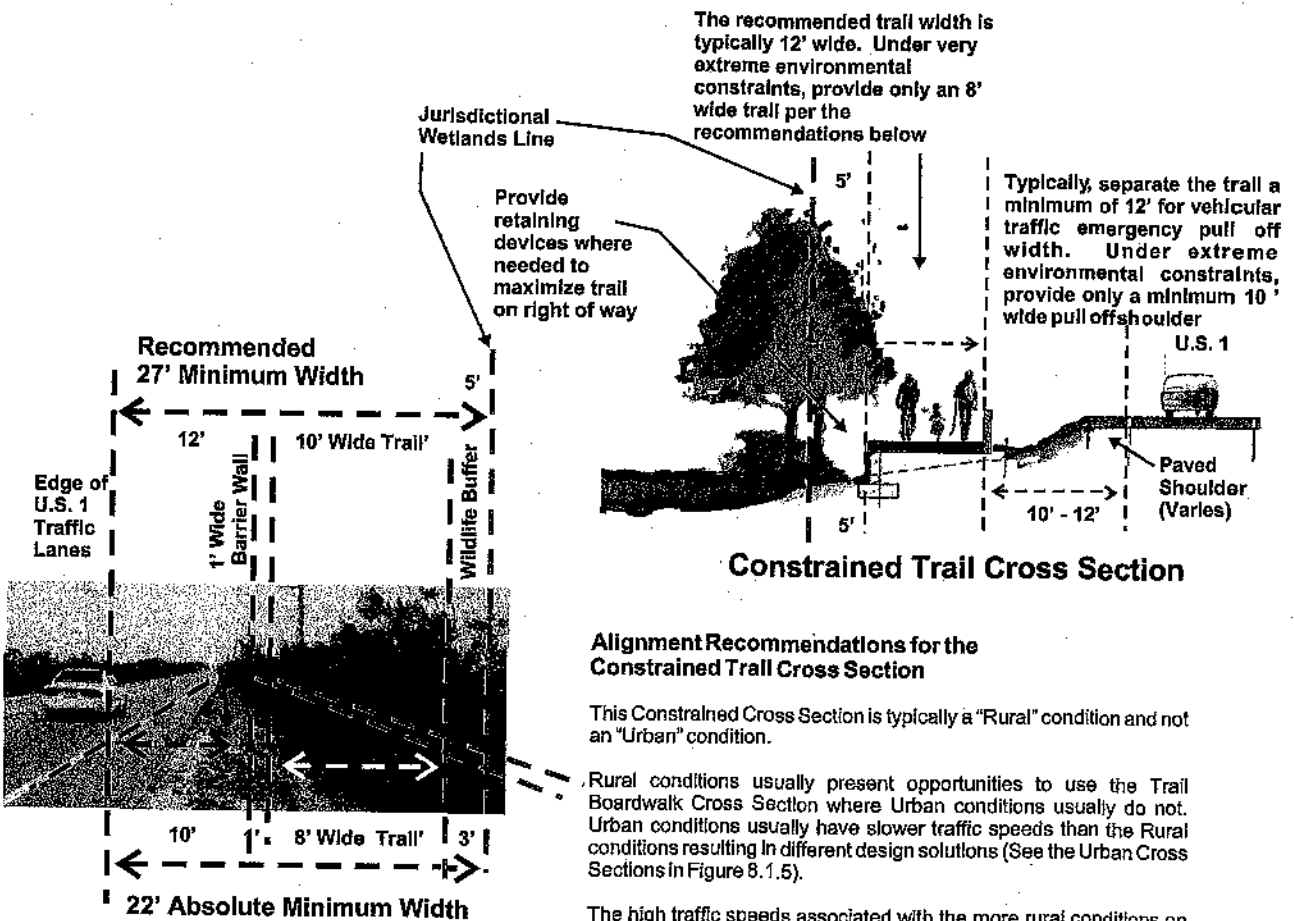 The recommended trail width is
typically 12' wide. Under very
extreme environmental
constraints, provide only an 8'
wide trail per the
recommendations below
Jurisdictional
Wetlands Line
5'
Provide
retaining
devices where
needed to
maximize trail
on right of way
Typically, separate the trail a
minimum of 12' for vehicular
traffic emergency pull off
width. Under extreme
environmental constraints,
provide only a minimum 10 '
wide pull offshoulder
U.S. 1
Paved
Shoulder
(Varies)
10' - 12'
5'
Constrained Trail Cross Section
Recommended
27' Minimum Width
5'
12'
10' Wide Trail'
Edge of
U.S. 1
Traffic
Lanes
1' Wide
Barrier Wall
Wildlife Buffer
10'
1'
8' Wide Trail'
3'
22' Absolute Minimum Width
Alignment Recommendations for the
Constrained Trail Cross Section
This Constrained Cross Section is typically a "Rural" condition and not
an "Urban" condition.
Rural conditions usually present opportunities to use the Trail
Boardwalk Cross Section where Urban conditions usually do not.
Urban conditions usually have slower traffic speeds than the Rural
conditions resulting in different design solutions (See the Urban Cross
Sections in Figure 8.1.5).
The high traffic speeds associated with the more rural conditions on